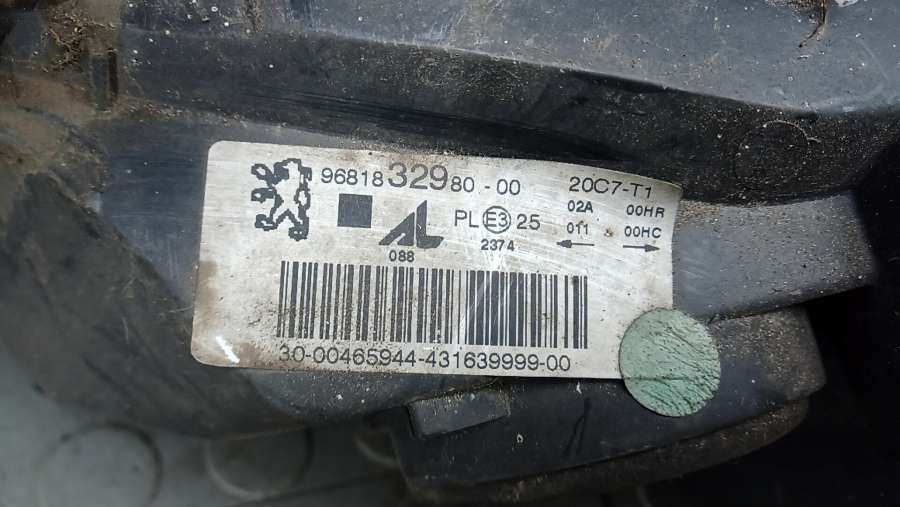 96818 329 80-00 20C7-T1
02A 00HR
PL E3 25 011 00HC
AL
088 2374
30-00465944-431639999-00